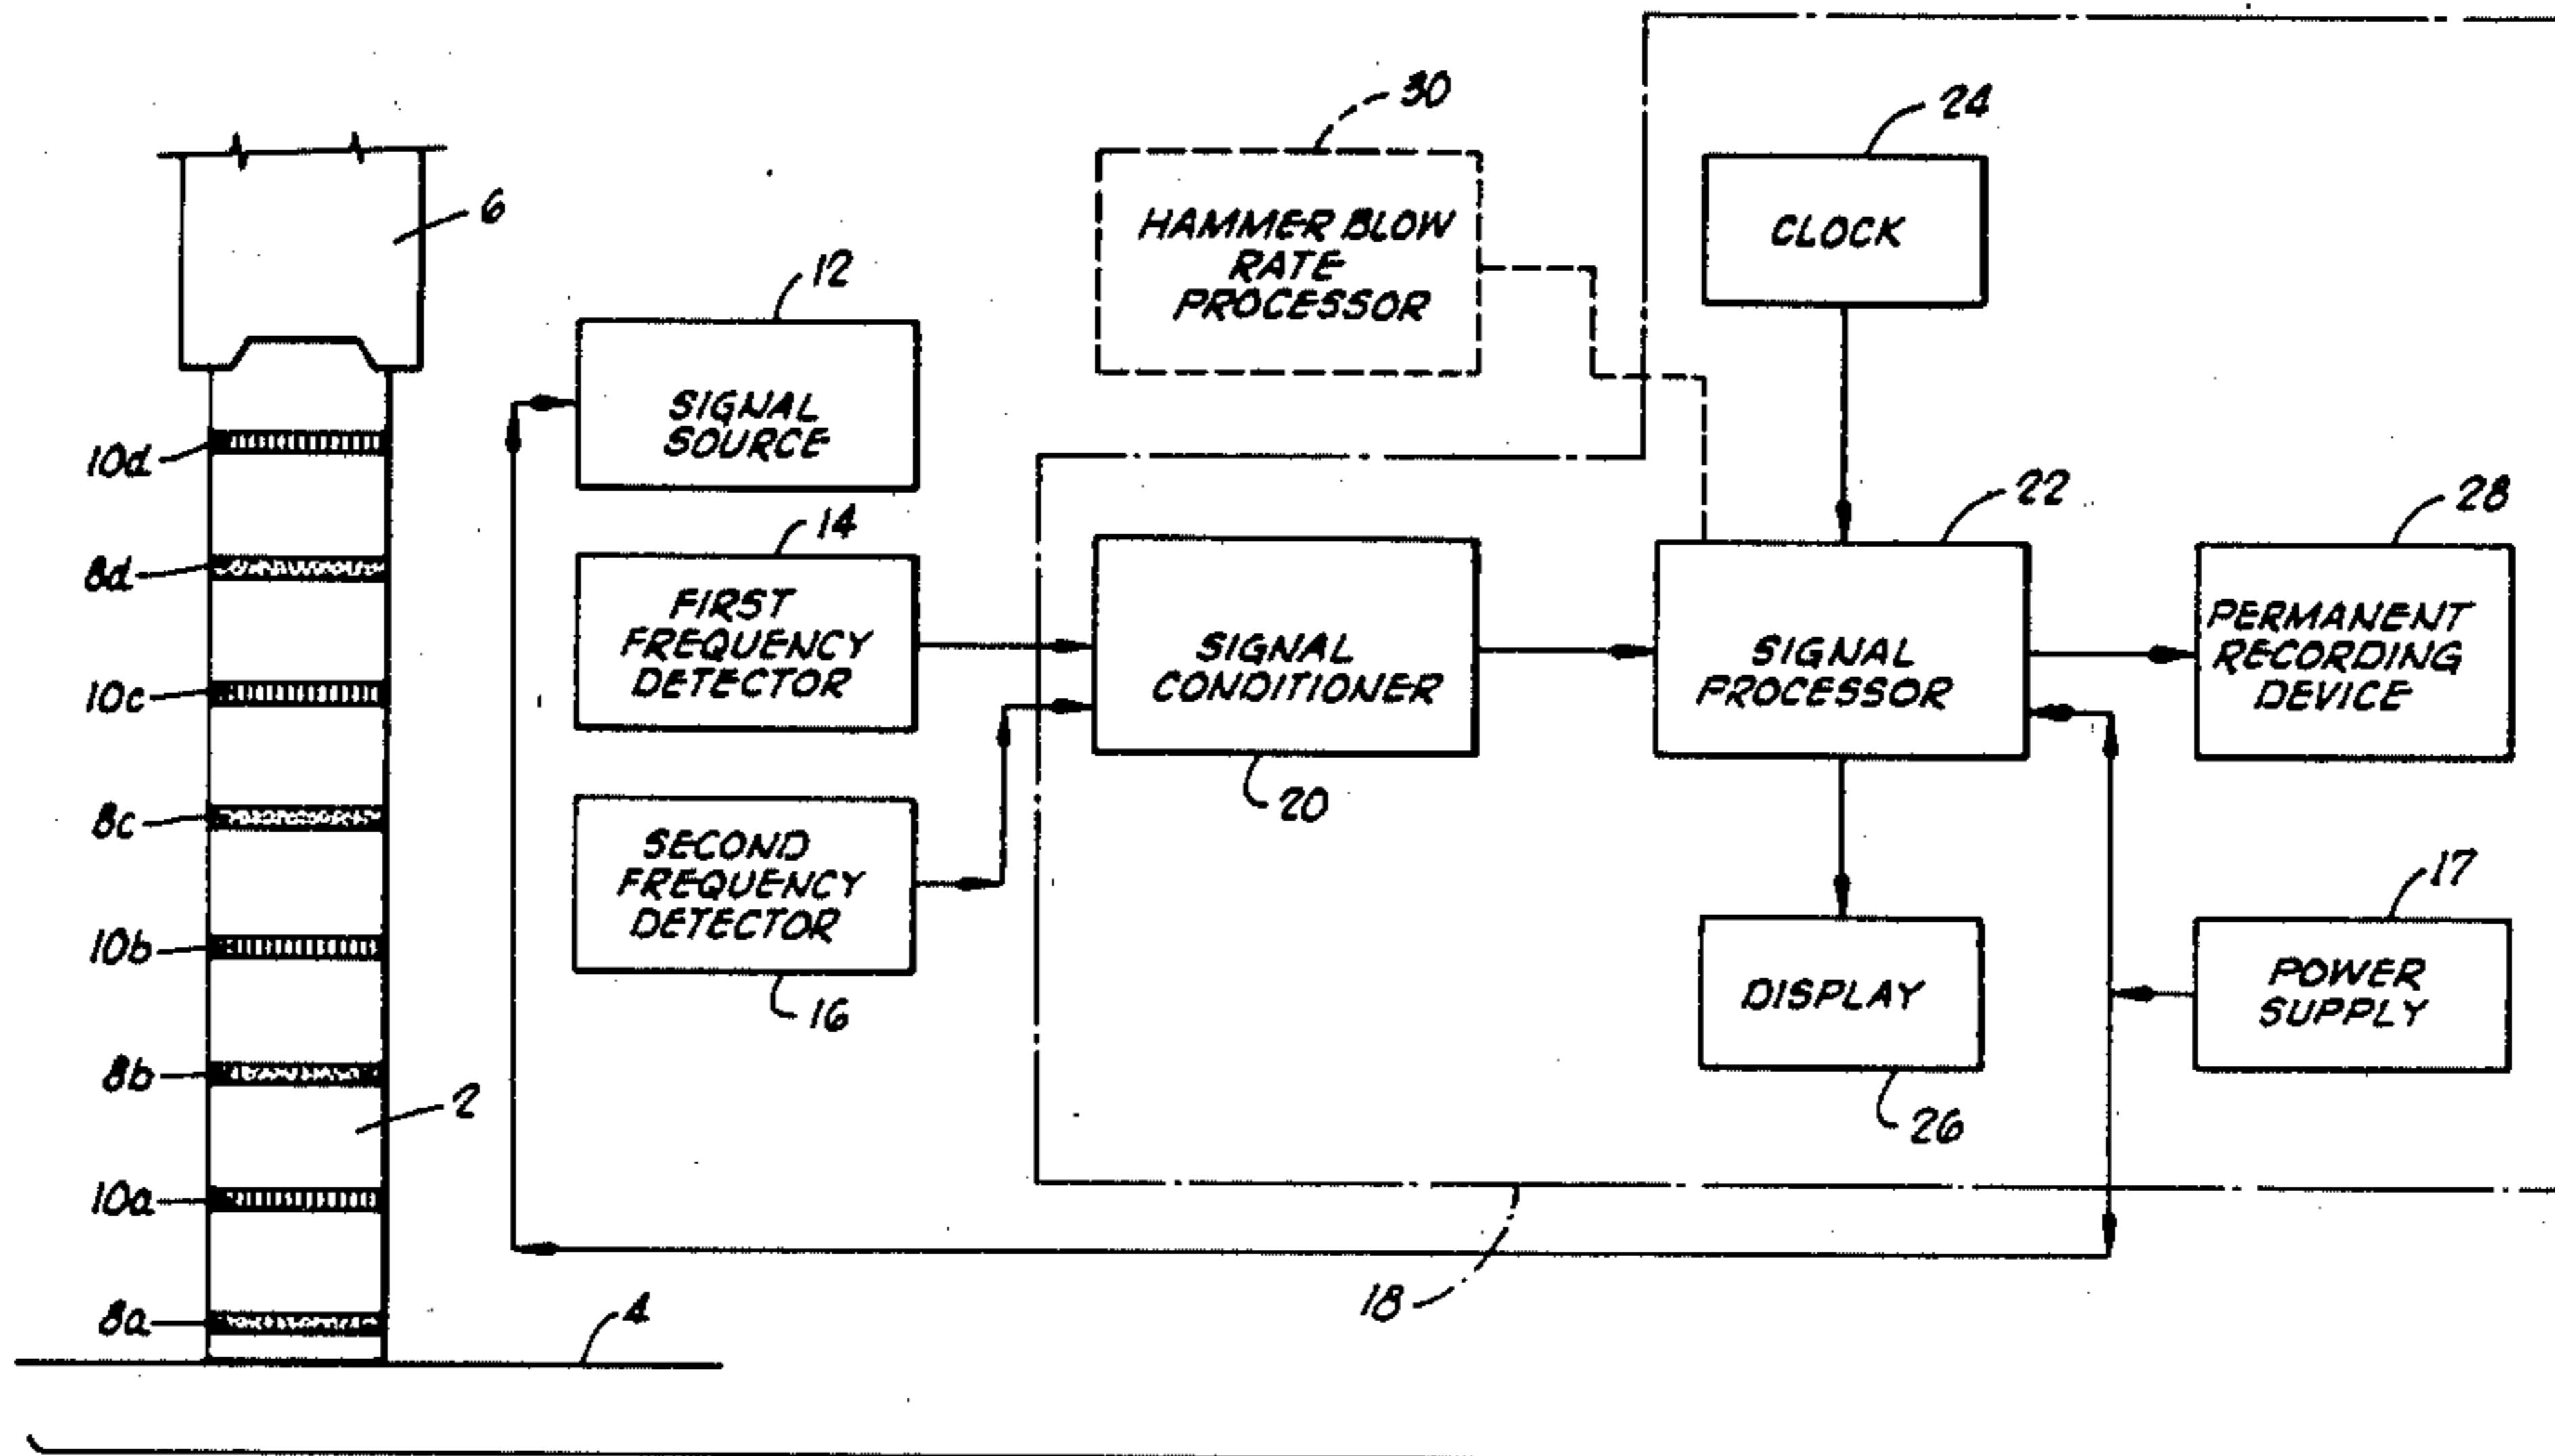 30
24
6
HAMMER BLOW
RATE
PROCESSOR
CLOCK
12
SIGNAL
SOURCE
10d
14
22
28
8d
FIRST
FREQUENCY
DETECTOR
SIGNAL
CONDITIONER
SIGNAL
PROCESSOR
PERMANENT
RECORDING
DEVICE
10c
20
8c
SECOND
FREQUENCY
DETECTOR
17
10b
DISPLAY
POWER
SUPPLY
16
8b
2
26
10a
18
4
8a